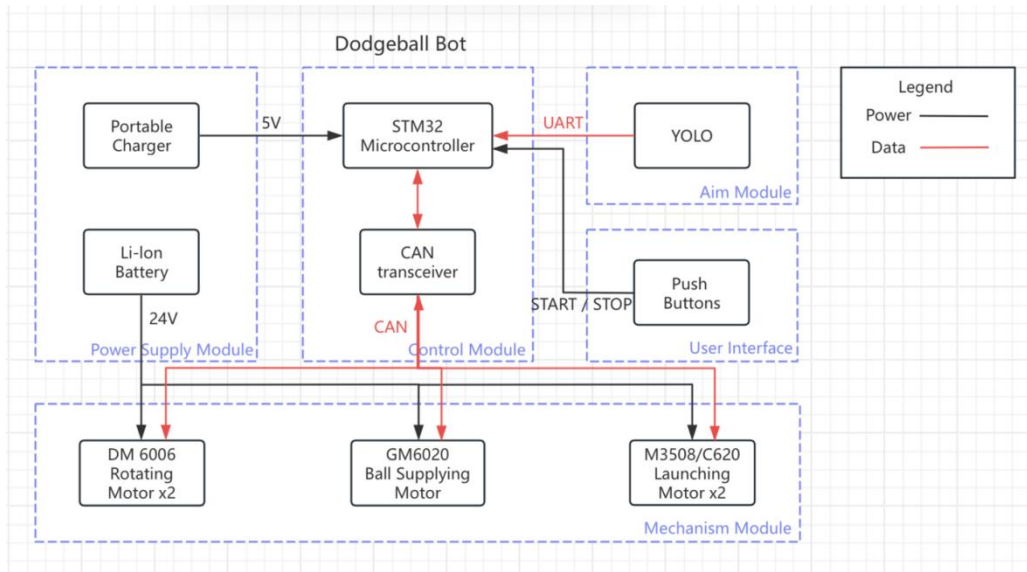 Dodgeball Bot
Portable
Charger
5V
STM32
Microcontroller
UART
YOLO
Aim Module
Legend
Power
Data
Li-Ion
Battery
24V
Power Supply Module
CAN
transceiver
CAN
Control Module
Push
Buttons
START / STOP
User Interface
DM 6006
Rotating
Motor x2
GM6020
Ball Supplying
Motor
M3508/C620
Launching
Motor x2
Mechanism Module